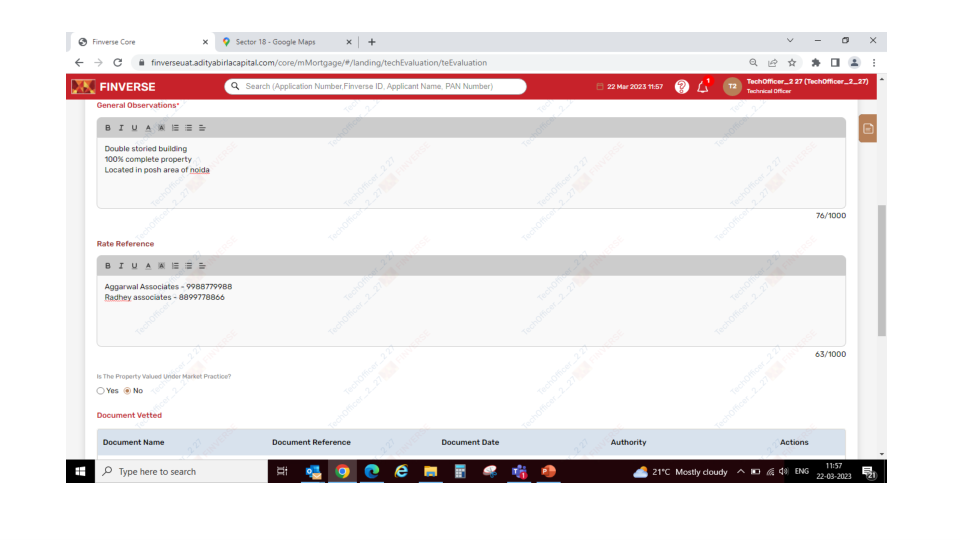 Finverse Core
Sector 18 - Google Maps
finverseuat.adityabirlacapital.com/core/mMortgage/#/landing/techEvaluation/teEvaluation
FINVERSE
Search (Application Number,Finverse ID, Applicant Name, PAN Number)
22 Mar 2023 11:57
1
T2
TechOfficer_2 27 (TechOfficer_2_27)
Technical Officer
General Observations*
B I U A
Double storied building
100% complete property
Located in posh area of noida
76/1000
Rate Reference
B I U A
Aggarwal Associates - 9988779988
Radhey associates - 8899778866
63/1000
Is The Property Valued Under Market Practice?
Yes No
Document Vetted
Document Name Document Reference Document Date Authority Actions
Type here to search
21°C Mostly cloudy
ENG
11:57
22-03-2023
21